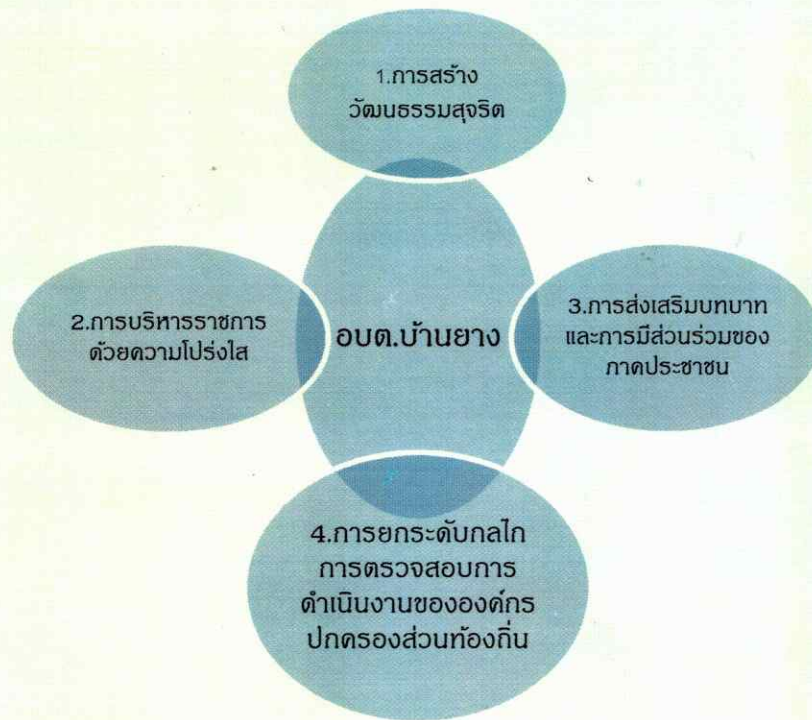 1.การสร้าง
วัฒนธรรมสุจริต
2.การบริหารราชการ
ด้วยความโปร่งใส
อบต.บ้านยาง
3.การส่งเสริมบทบาท
และการมีส่วนร่วมของ
ภาคประชาชน
4.การยกระดับกลไก
การตรวจสอบการ
ดำเนินงานขององค์กร
ปกครองส่วนท้องถิ่น